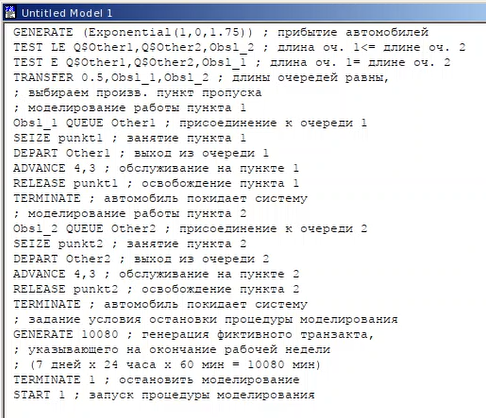 Untitled Model 1
GENERATE (Exponential(1,0,1.75)) ; прибытие автомобилей
TEST LE Q$Other1,Q$Other2,Obsl_2 ; длина оч. 1<= длине оч. 2
TEST E Q$Other1,Q$Other2,Obsl_1 ; длина оч. 1= длине оч. 2
TRANSFER 0.5,Obsl_1,Obsl_2 ; длины очередей равны,
; выбираем произв. пункт пропуска
; моделирование работы пункта 1
Obsl_1 QUEUE Other1 ; присоединение к очереди 1
SEIZE punkt1 ; занятие пункта 1
DEPART Other1 ; выход из очереди 1
ADVANCE 4,3 ; обслуживание на пункте 1
RELEASE punkt1 ; освобождение пункта 1
TERMINATE ; автомобиль покидает систему
; моделирование работы пункта 2
Obsl_2 QUEUE Other2 ; присоединение к очереди 2
SEIZE punkt2 ; занятие пункта 2
DEPART Other2 ; выход из очереди 2
ADVANCE 4,3 ; обслуживание на пункте 2
RELEASE punkt2 ; освобождение пункта 2
TERMINATE ; автомобиль покидает систему
; задание условия остановки процедуры моделирования
GENERATE 10080 ; генерация фиктивного транзакта,
; указывающего на окончание рабочей недели
; (7 дней x 24 часа x 60 мин = 10080 мин)
TERMINATE 1 ; остановить моделирование
START 1 ; запуск процедуры моделирования